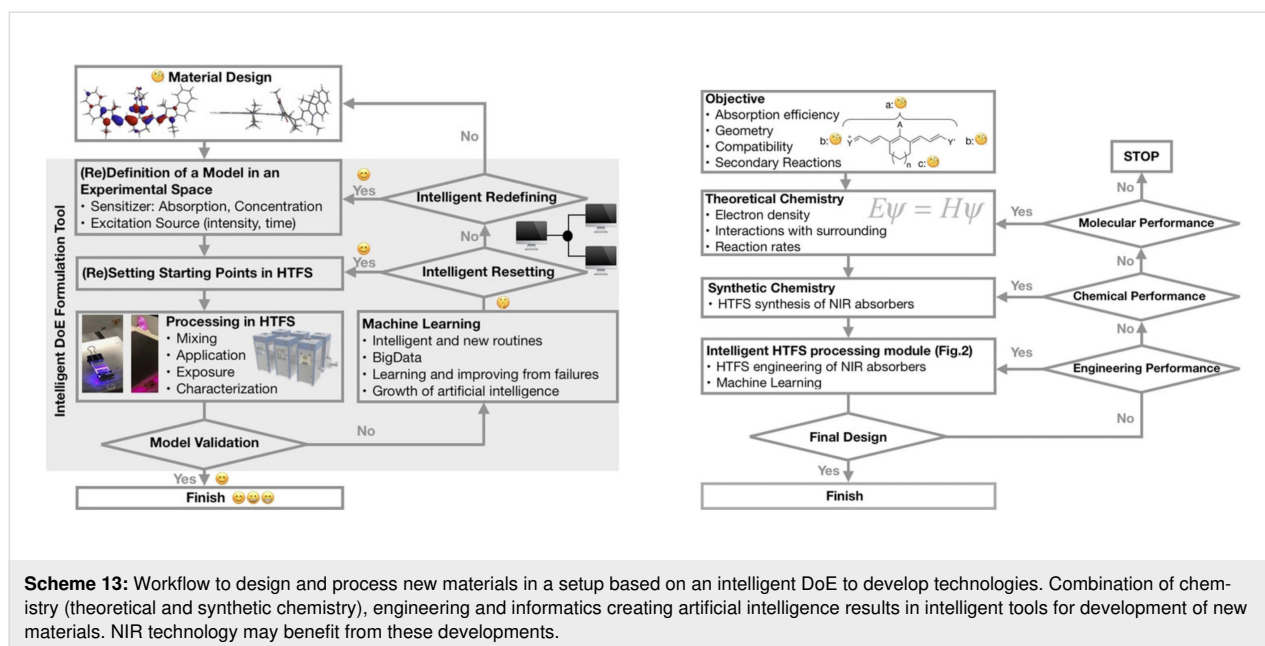 Material Design
No
Intelligent DoE Formulation Tool
(Re)Definition of a Model in an
Experimental Space
• Sensitizer: Absorption, Concentration
• Excitation Source (intensity, time)
Yes
Intelligent Redefining
No
(Re)Setting Starting Points in HTFS
Yes
Intelligent Resetting
Processing in HTFS
• Mixing
• Application
• Exposure
• Characterization
Machine Learning
• Intelligent and new routines
• BigData
• Learning and improving from failures
• Growth of artificial intelligence
Model Validation
No
Yes
Finish
Objective
• Absorption efficiency
• Geometry
• Compatibility
• Secondary Reactions
a:
A
b:
Y
+
Y'
b:
n
c:
STOP
No
Theoretical Chemistry
• Electron density
• Interactions with surrounding
• Reaction rates
Eψ = Hψ
Yes
Molecular Performance
No
Synthetic Chemistry
• HTFS synthesis of NIR absorbers
Yes
Chemical Performance
No
Intelligent HTFS processing module (Fig.2)
• HTFS engineering of NIR absorbers
• Machine Learning
Yes
Engineering Performance
No
Final Design
Yes
Finish
Scheme 13: Workflow to design and process new materials in a setup based on an intelligent DoE to develop technologies. Combination of chem-
istry (theoretical and synthetic chemistry), engineering and informatics creating artificial intelligence results in intelligent tools for development of new
materials. NIR technology may benefit from these developments.